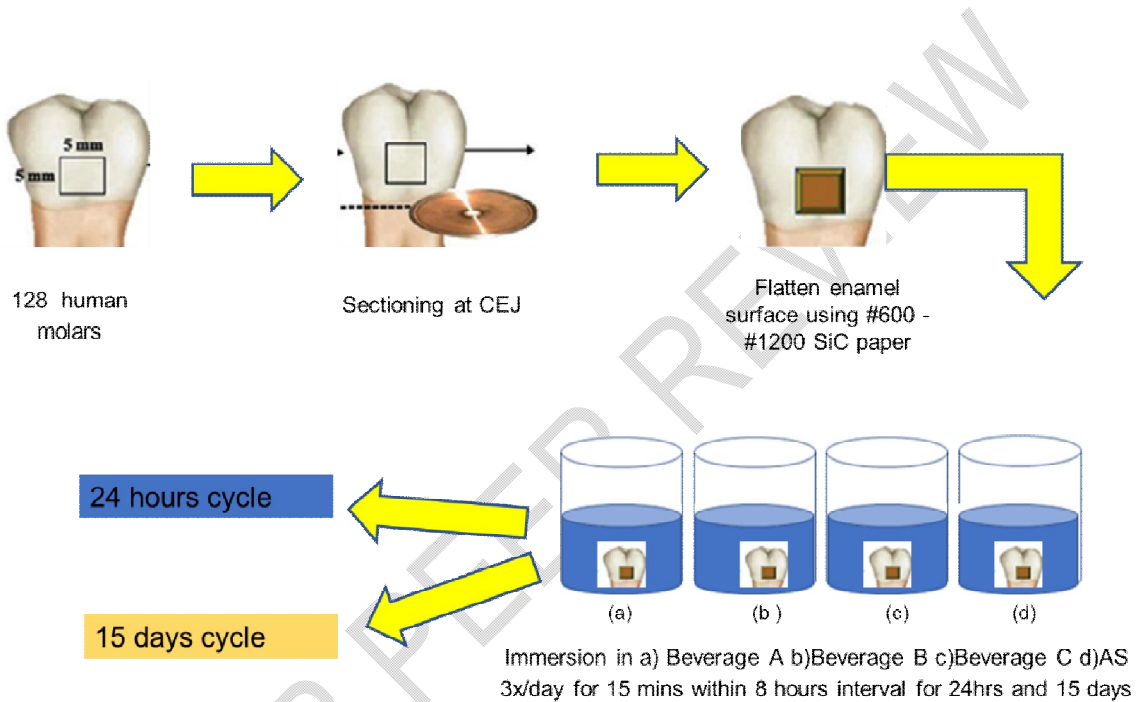 5 mm
5 mm
128 human
molars
Sectioning at CEJ
Flatten enamel
surface using #600 -
#1200 SiC paper
24 hours cycle
15 days cycle
(a)
(b )
(c)
(d)
Immersion in a) Beverage A b)Beverage B c)Beverage C d)AS
3x/day for 15 mins within 8 hours interval for 24hrs and 15 days
PEER REVIEW